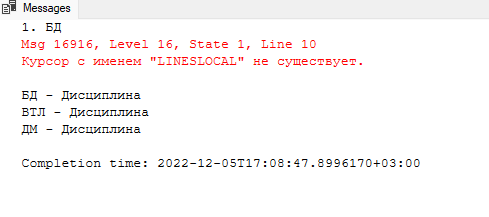 Messages
1. БД
Msg 16916, Level 16, State 1, Line 10
Курсор с именем "LINESLOCAL" не существует.
БД - Дисциплина
ВТЛ - Дисциплина
ДМ - Дисциплина
Completion time: 2022-12-05T17:08:47.8996170+03:00